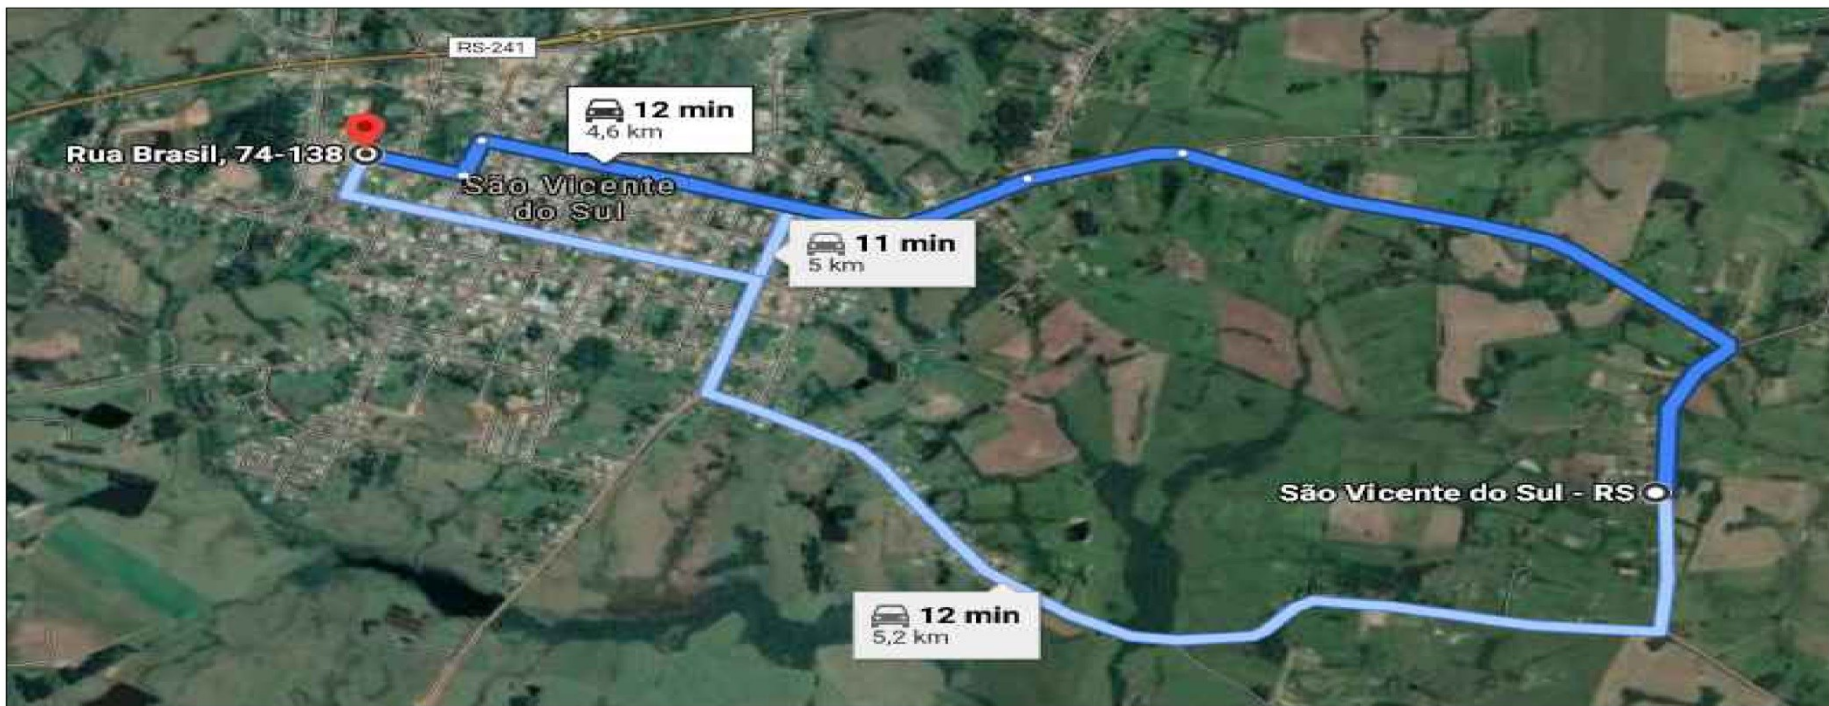 RS-241
12 min
4,6 km
Rua Brasil, 74-138
São Vicente
do Sul
11 min
5 km
São Vicente do Sul - RS
12 min
5,2 km